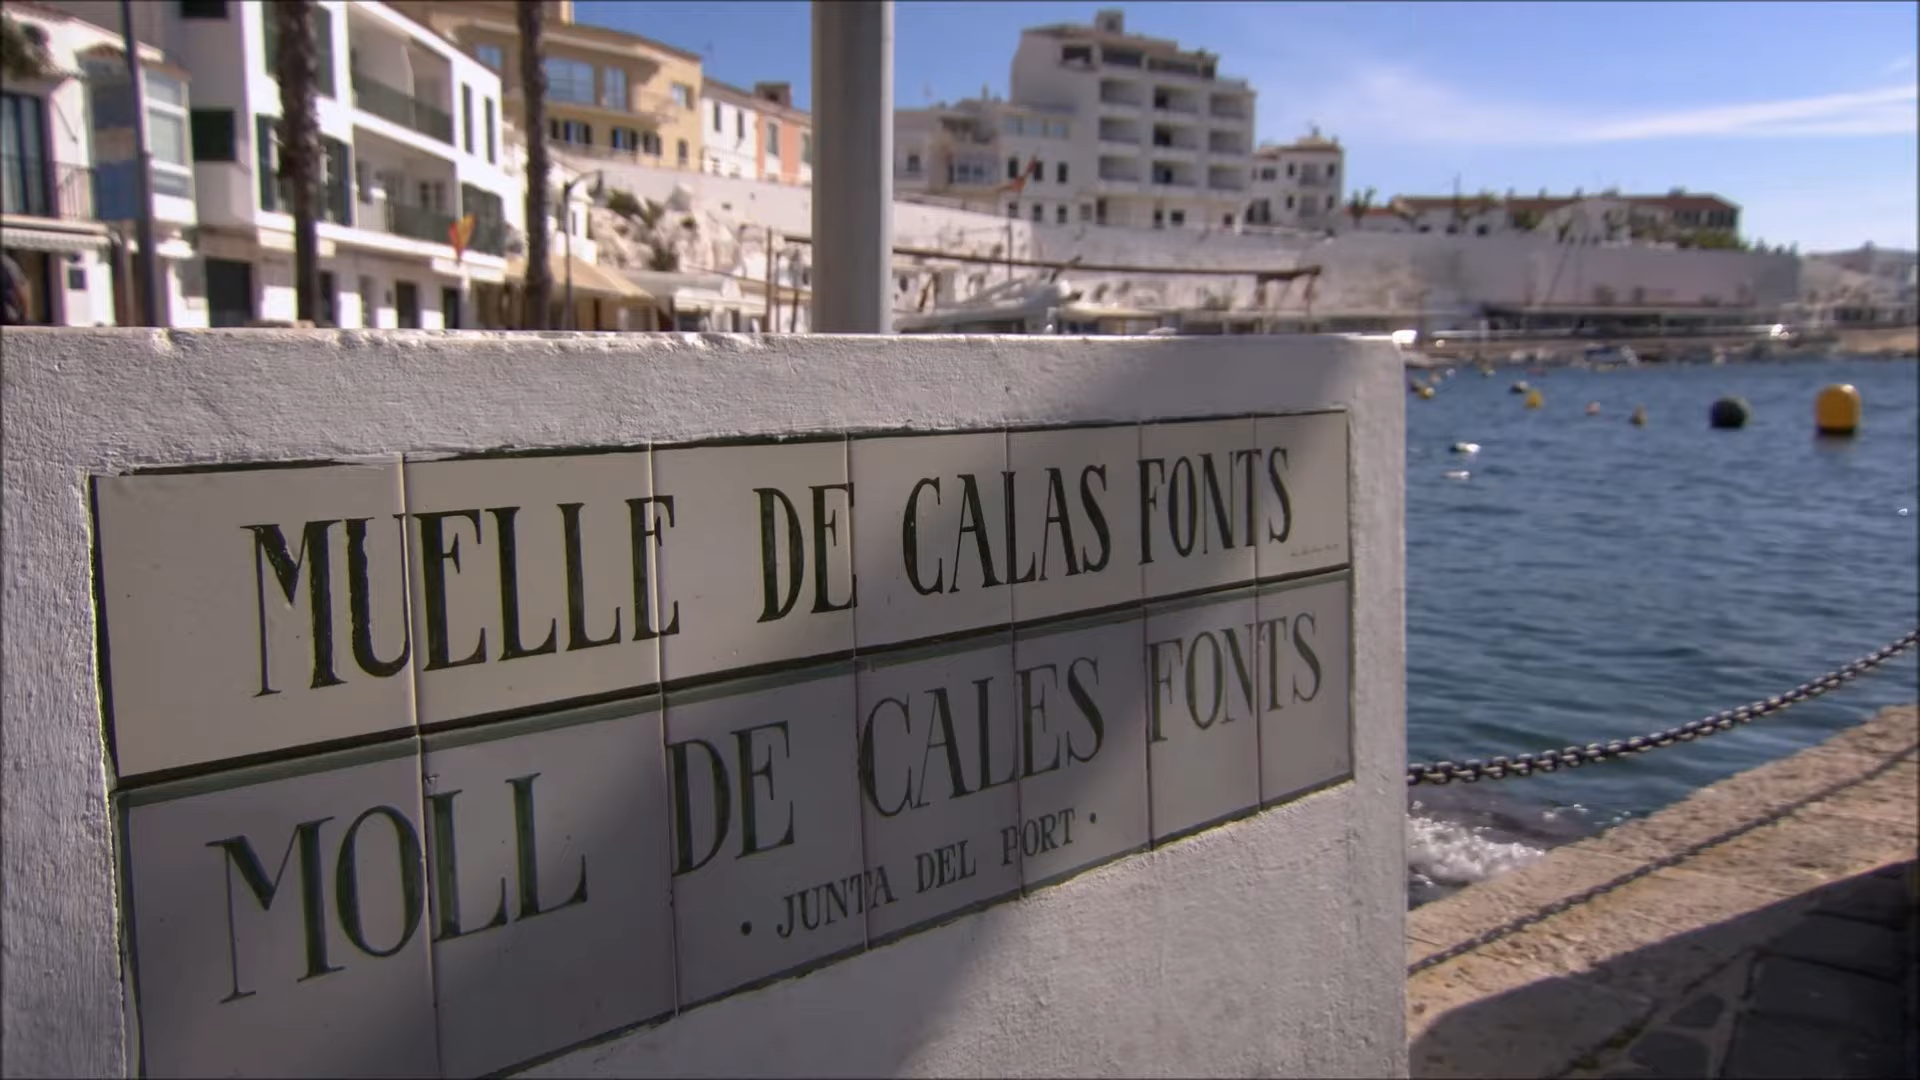 MUELLE DE CALAS FONTS
MOLL DE CALES FONTS
• JUNTA DEL PORT •